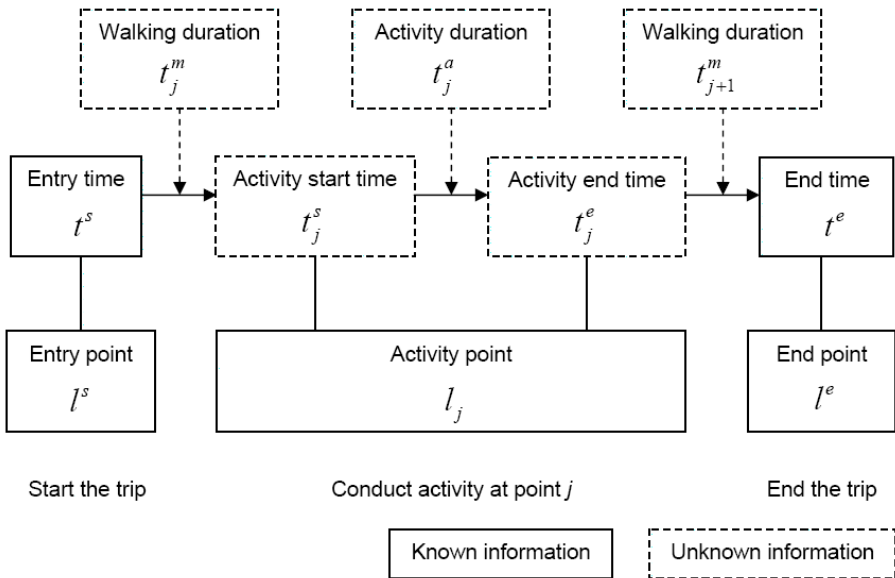 Walking duration
t_j^m
Activity duration
t_j^a
Walking duration
t_{j+1}^m
Entry time
t^s
Activity start time
t_j^s
Activity end time
t_j^e
End time
t^e
Entry point
l^s
Activity point
l_j
End point
l^e
Start the trip
Conduct activity at point j
End the trip
Known information
Unknown information